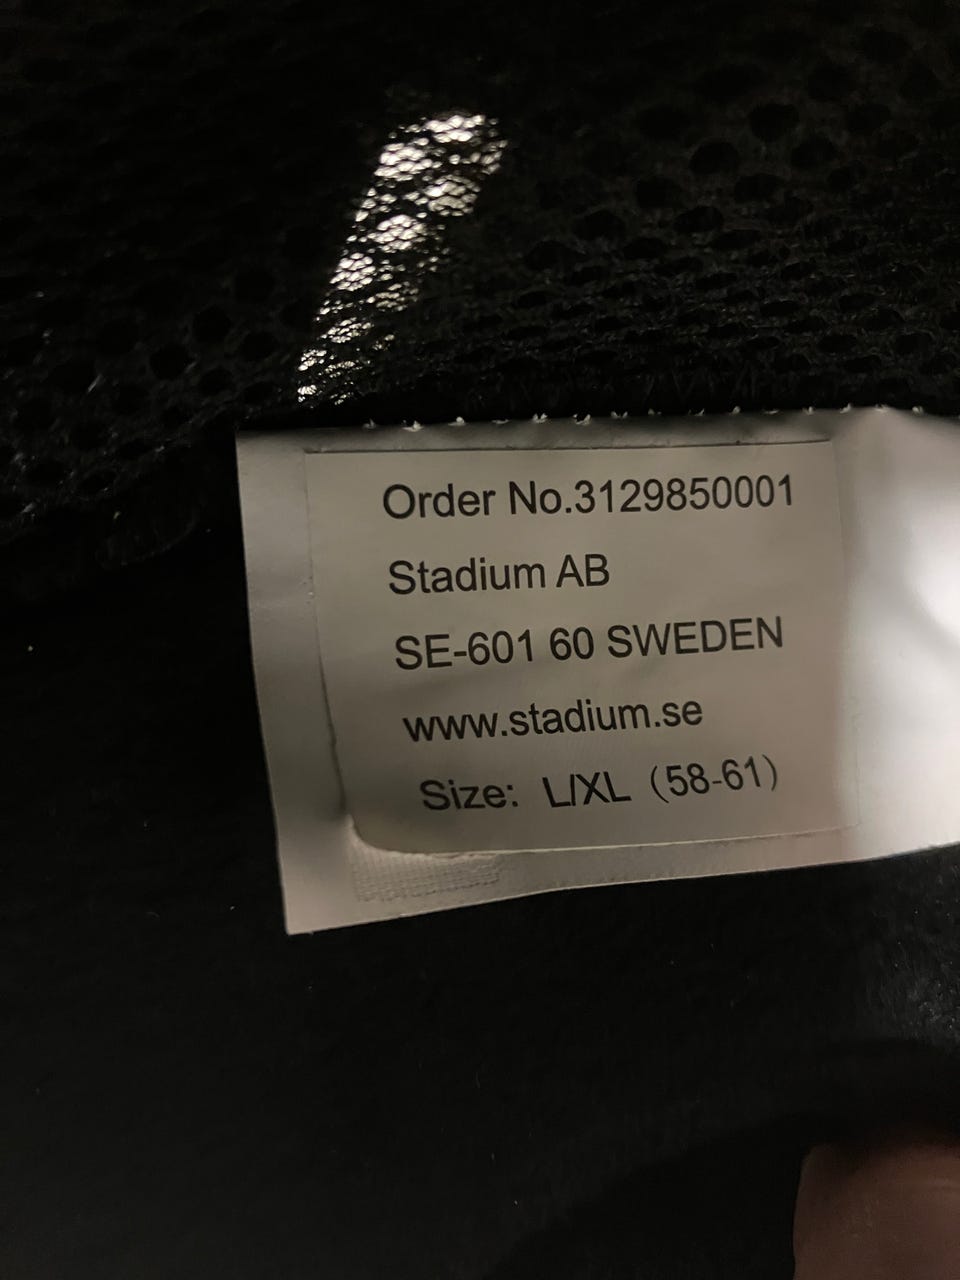 Order No.3129850001
Stadium AB
SE-601 60 SWEDEN
www.stadium.se
Size: L/XL (58-61)